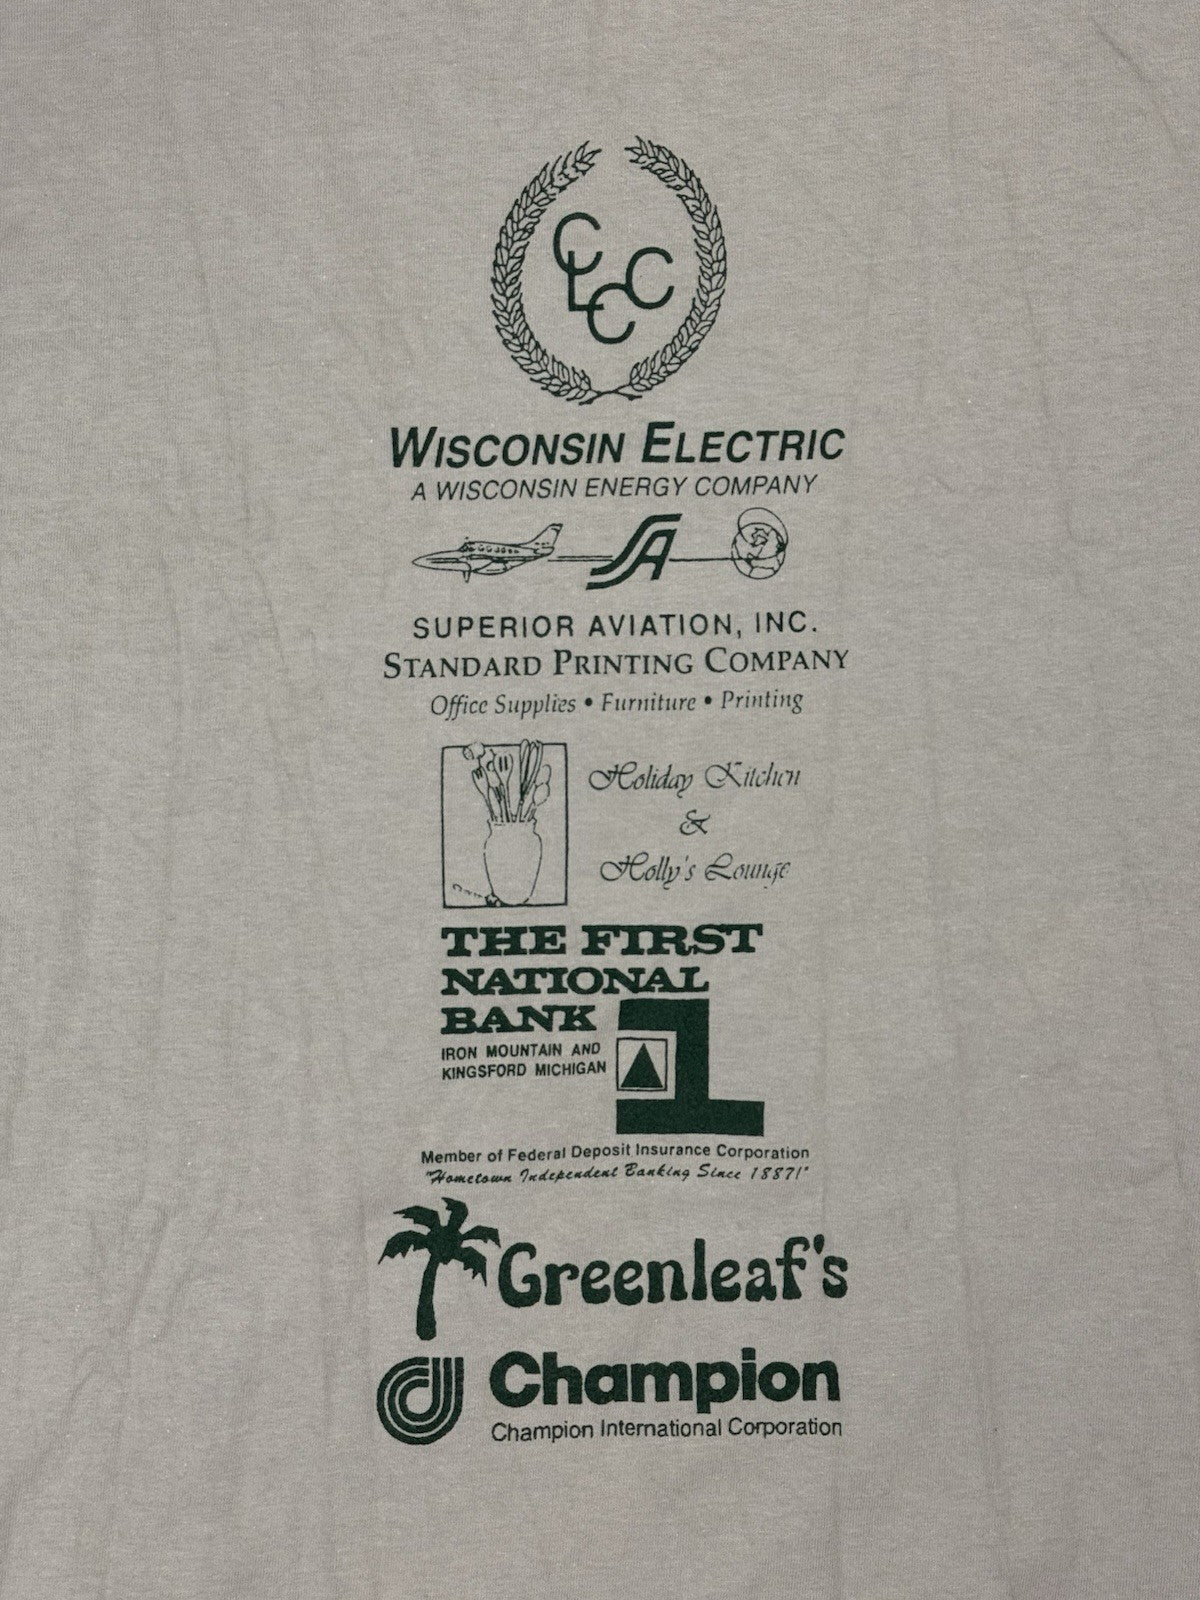 CLCC
WISCONSIN ELECTRIC
A WISCONSIN ENERGY COMPANY
SA
SUPERIOR AVIATION, INC.
STANDARD PRINTING COMPANY
Office Supplies • Furniture • Printing
Holiday Kitchen
&
Holly's Lounge
THE FIRST
NATIONAL
BANK
1
IRON MOUNTAIN AND
KINGSFORD MICHIGAN
Member of Federal Deposit Insurance Corporation
"Hometown Independent Banking Since 1887!"
Greenleaf's
Champion
Champion International Corporation